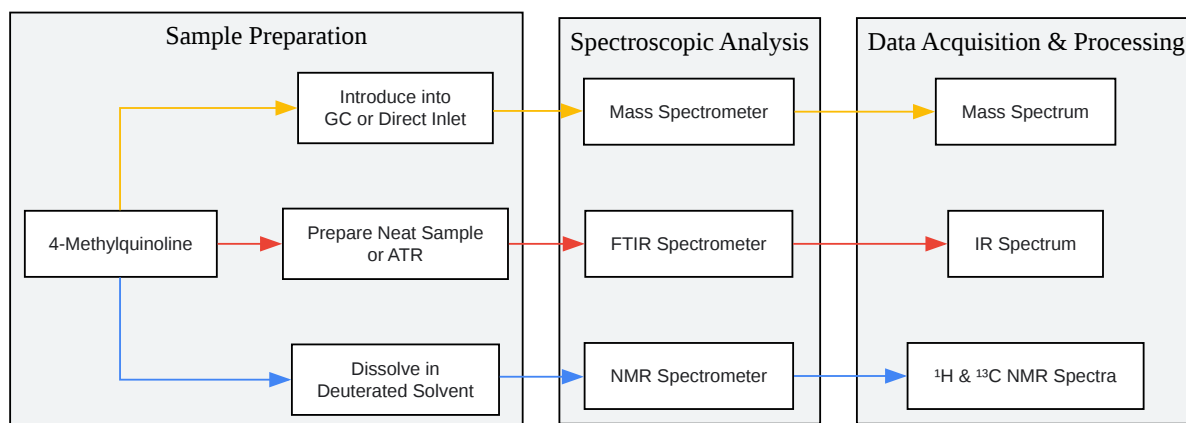 Sample Preparation
Spectroscopic Analysis
Data Acquisition & Processing
Introduce into
GC or Direct Inlet
Mass Spectrometer
Mass Spectrum
4-Methylquinoline
Prepare Neat Sample
or ATR
FTIR Spectrometer
IR Spectrum
Dissolve in
Deuterated Solvent
NMR Spectrometer
¹H & ¹³C NMR Spectra